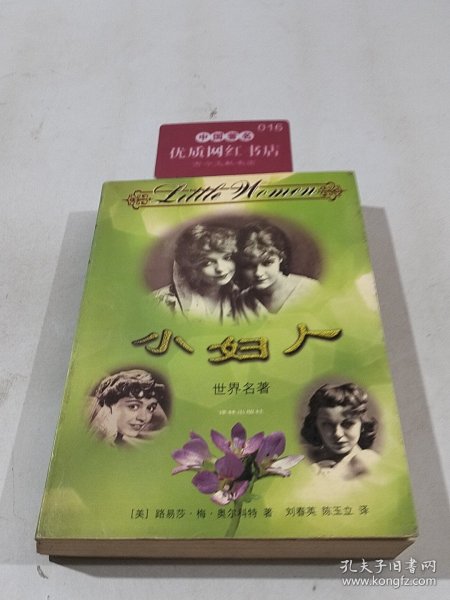 016
中国著名
优质网红书店
Little Women
小妇人
世界名著
译林出版社
[美] 路易莎·梅·奥尔科特 著 刘春英 陈玉立 译
孔夫子旧书网
www.kongfz.com